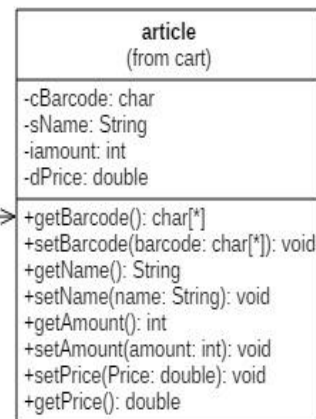 article
(from cart)
-cBarcode: char
-sName: String
-iamount: int
-dPrice: double
+getBarcode(): char[*]
+setBarcode(barcode: char[*]): void
+getName(): String
+setName(name: String): void
+getAmount(): int
+setAmount(amount: int): void
+setPrice(Price: double): void
+getPrice(): double